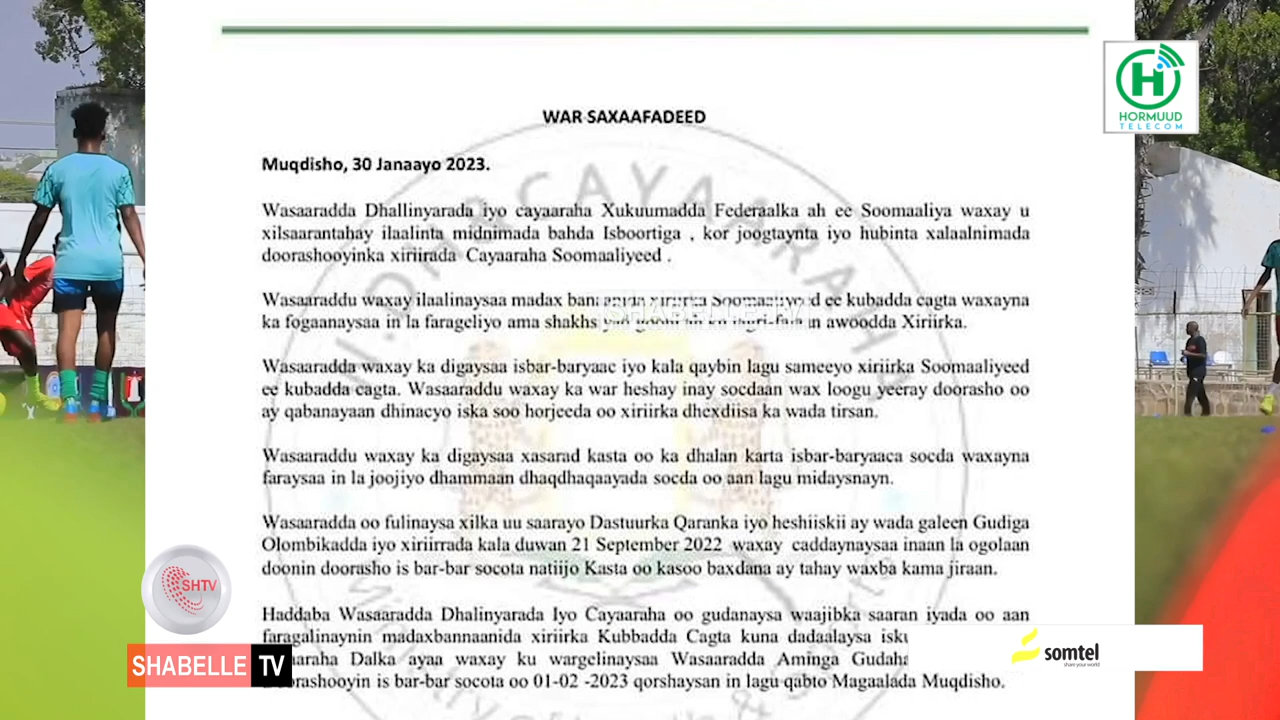 WAR SAXAAFADEED
Muqdisho, 30 Janaayo 2023.
Wasaaradda Dhallinyarada iyo cayaaraha Xukuumadda Federaalka ah ee Soomaaliya waxay u
xilsaarantahay ilaalinta midnimada bahda Isboortiga , kor joogtaynta iyo hubinta xalaalnimada
doorashooyinka xiriirada Cayaaraha Soomaaliyeed .
Wasaaraddu waxay ilaalinaysaa madax ee kubadda cagta waxayna
ka fogaanaysaa in la farageliyo ama shakhs awoodda Xiriirka.
SHABELLE TV
Wasaaradda waxay ka digaysaa isbar-baryaac iyo kala qaybin lagu sameeyo xiriirka Soomaaliyeed
ee kubadda cagta. Wasaaraddu waxay ka war heshay inay socdaan wax loogu yeeray doorasho oo
ay qabanayaan dhinacyo iska soo horjeeda oo xiriirka dhexdiisa ka wada tirsan.
Wasaaraddu waxay ka digaysaa xasarad kasta oo ka dhalan karta isbar-baryaaca socda waxayna
faraysaa in la joojiyo dhammaan dhaqdhaqaayada socda oo aan lagu midaysnayn.
Wasaaradda oo fulinaysa xilka uu saarayo Dastuurka Qaranka iyo heshiiskii ay wada galeen Gudiga
Olombikadda iyo xiriirrada kala duwan 21 September 2022 waxay caddaynaysaa inaan la ogolaan
doonin doorasho is bar-bar socota natiijo Kasta oo kasoo baxdana ay tahay waxba kama jiraan.
Haddaba Wasaaradda Dhalinyarada Iyo Cayaaraha oo gudanaysa waajibka saaran iyada oo aan
faragalinaynin madaxbannaanida xiriirka Kubbadda Cagta kuna dadaalaysa
Dalka ayaa waxay ku wargelinaysaa Wasaaradda Aminga
is bar-bar socota oo 01-02 -2023 qorshaysan in lagu qabto Magaalada Muqdisho.
HORMUUD
TELECOM
SHTV
SHABELLE TV
somtel
share your world